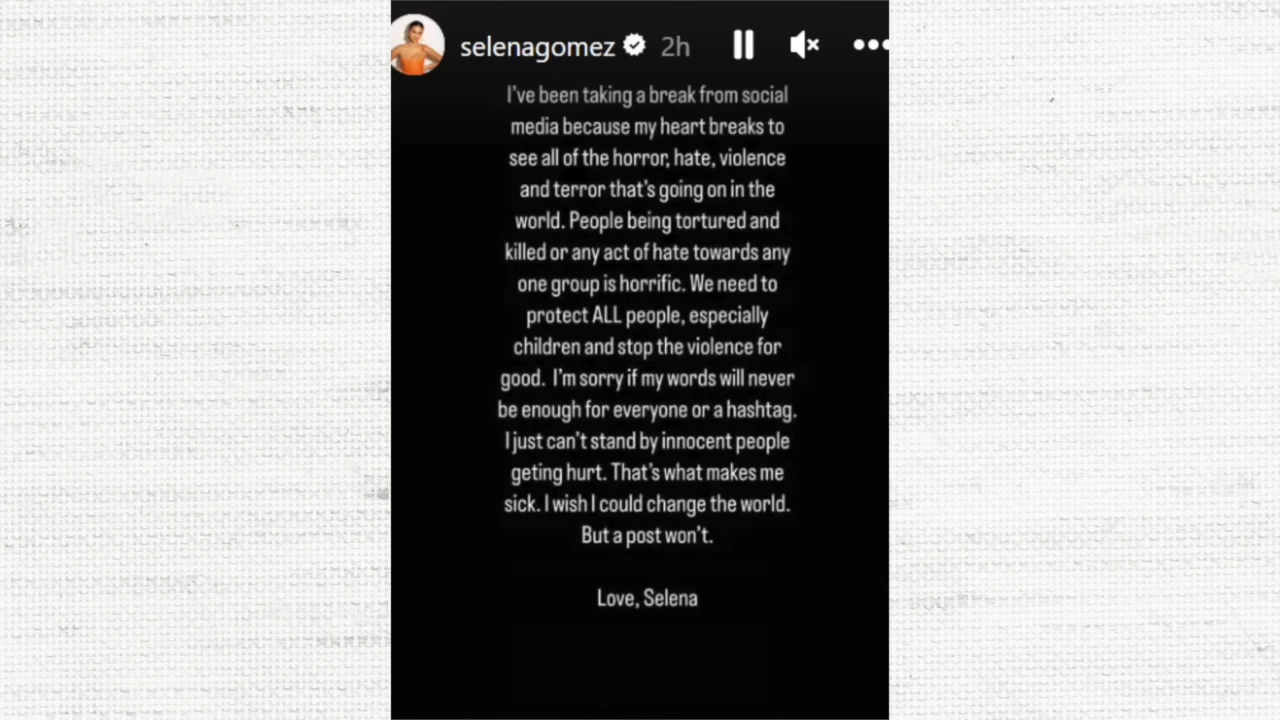 selenagomez 2h
I've been taking a break from social
media because my heart breaks to
see all of the horror, hate, violence
and terror that's going on in the
world. People being tortured and
killed or any act of hate towards any
one group is horrific. We need to
protect ALL people, especially
children and stop the violence for
good. I'm sorry if my words will never
be enough for everyone or a hashtag.
I just can't stand by innocent people
geting hurt. That's what makes me
sick. I wish I could change the world.
But a post won't.
Love, Selena